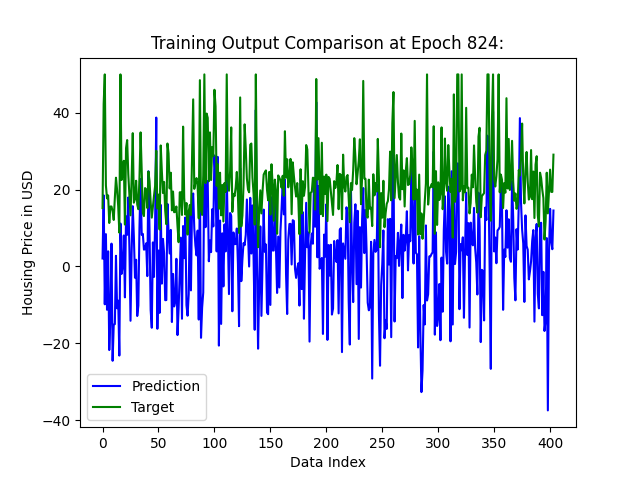 Training Output Comparison at Epoch 824:
Housing Price in USD
40
20
0
−20
−40
Prediction
Target
0 50 100 150 200 250 300 350 400
Data Index